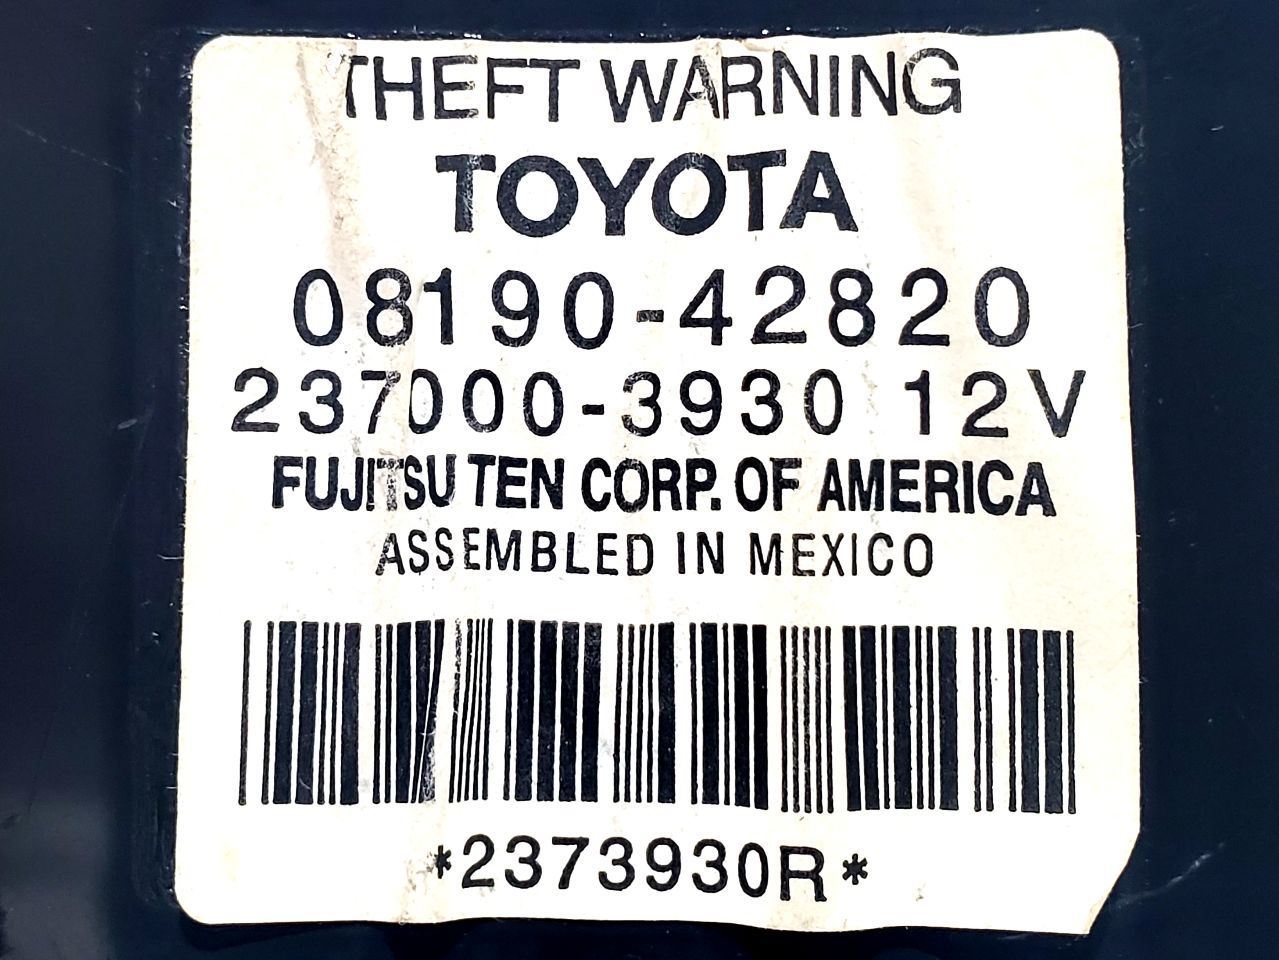 THEFT WARNING
TOYOTA
08190-42820
237000-3930 12V
FUJITSU TEN CORP. OF AMERICA
ASSEMBLED IN MEXICO
*2373930R*